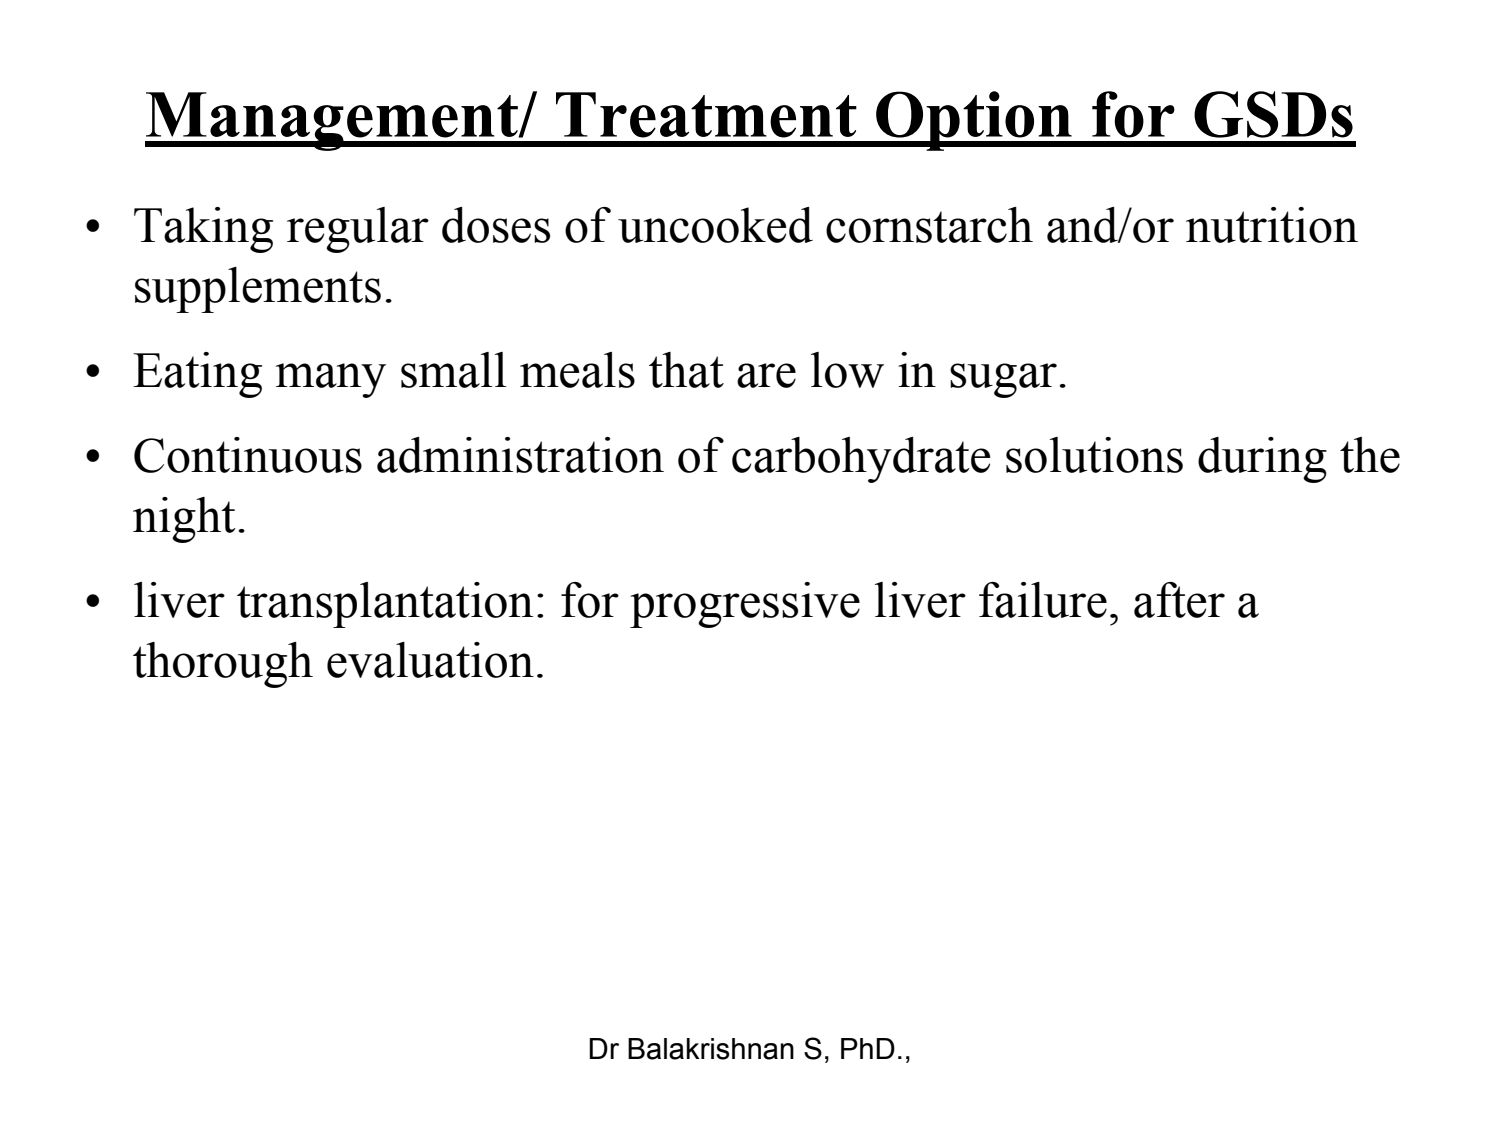 Management/ Treatment Option for GSDs
• Taking regular doses of uncooked cornstarch and/or nutrition
supplements.
• Eating many small meals that are low in sugar.
• Continuous administration of carbohydrate solutions during the
night.
• liver transplantation: for progressive liver failure, after a
thorough evaluation.
Dr Balakrishnan S, PhD.,